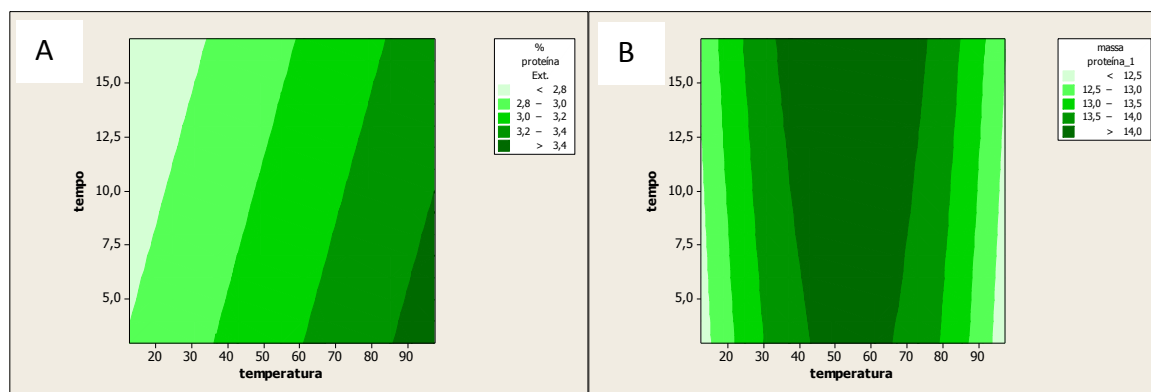 A
%
proteína
Ext.
< 2,8
2,8 – 3,0
3,0 – 3,2
3,2 – 3,4
> 3,4
15,0
12,5
10,0
7,5
5,0
tempo
20 30 40 50 60 70 80 90
temperatura
B
massa
proteína_1
< 12,5
12,5 – 13,0
13,0 – 13,5
13,5 – 14,0
> 14,0
15,0
12,5
10,0
7,5
5,0
tempo
20 30 40 50 60 70 80 90
temperatura